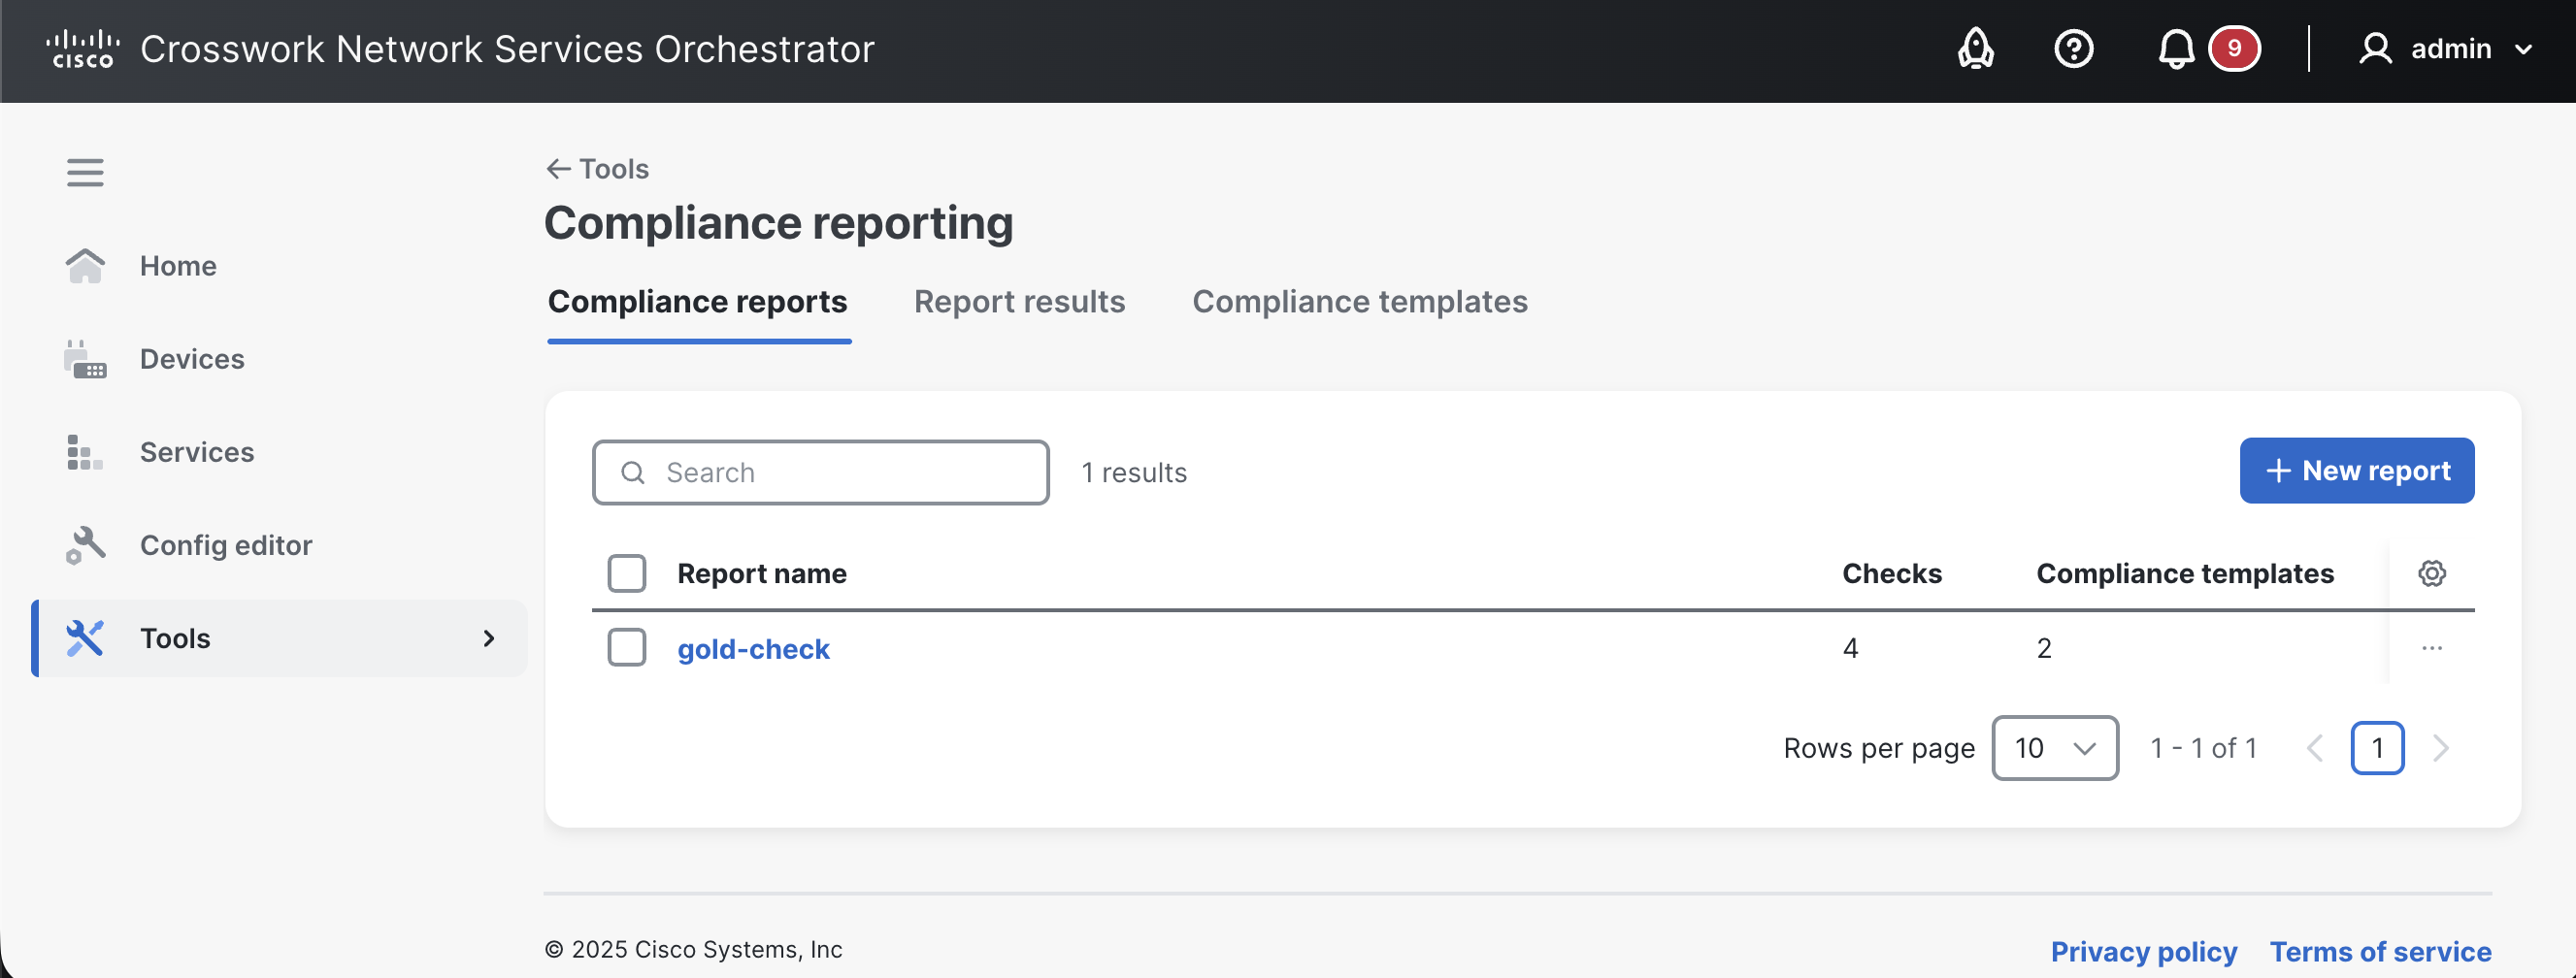 CISCO Crosswork Network Services Orchestrator 9 admin
Tools
Compliance reporting
Home
Compliance reports Report results Compliance templates
Devices
Services
Search 1 results New report
Config editor
Report name Checks Compliance templates
Tools
gold-check 4 2 ...
Rows per page 10 1 - 1 of 1 1
© 2025 Cisco Systems, Inc Privacy policy Terms of service